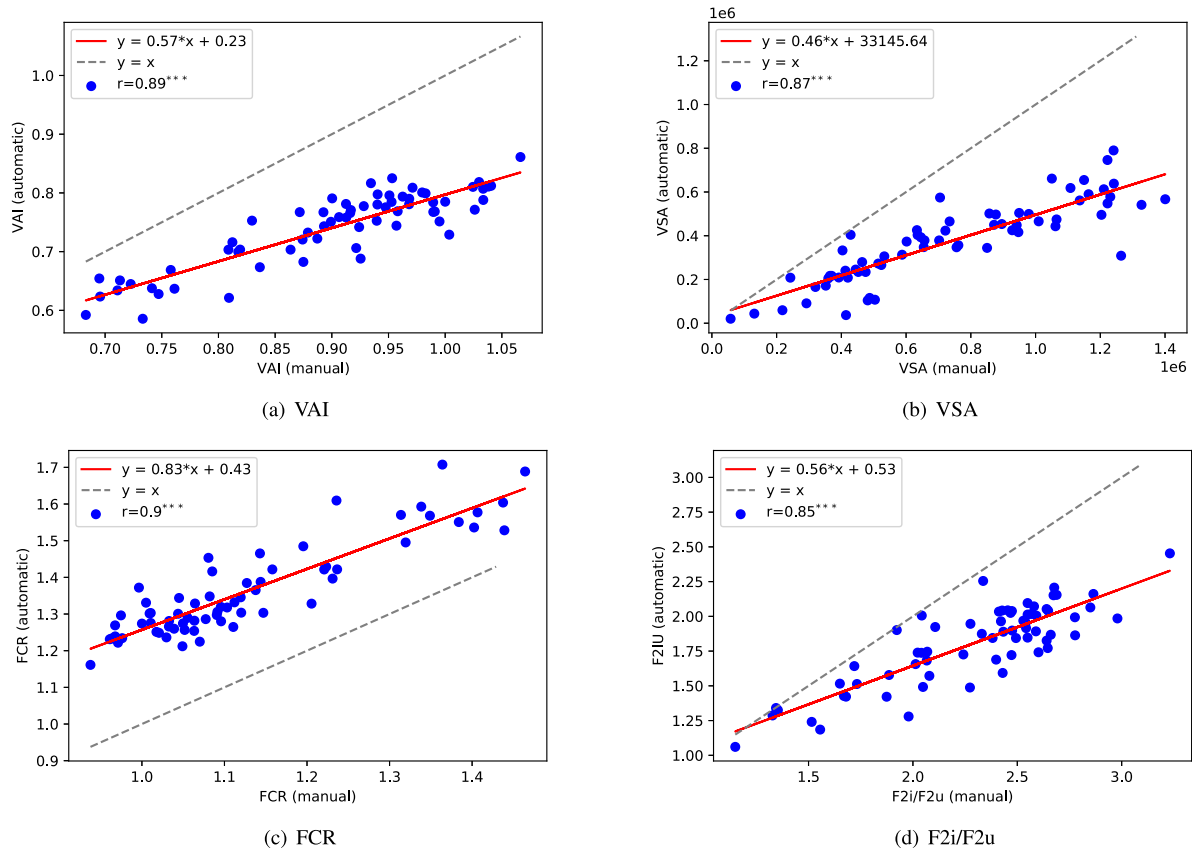 y = 0.57*x + 0.23
y = x
r=0.89***
1.0
0.9
0.8
0.7
0.6
VAI (automatic)
0.70 0.75 0.80 0.85 0.90 0.95 1.00 1.05
VAI (manual)
(a) VAI
1e6
y = 0.46*x + 33145.64
y = x
r=0.87***
1.2
1.0
0.8
0.6
0.4
0.2
0.0
VSA (automatic)
0.0 0.2 0.4 0.6 0.8 1.0 1.2 1.4
VSA (manual)
1e6
(b) VSA
y = 0.83*x + 0.43
y = x
r=0.9***
1.7
1.6
1.5
1.4
1.3
1.2
1.1
1.0
0.9
FCR (automatic)
1.0 1.1 1.2 1.3 1.4
FCR (manual)
(c) FCR
y = 0.56*x + 0.53
y = x
r=0.85***
3.00
2.75
2.50
2.25
2.00
1.75
1.50
1.25
1.00
F2IU (automatic)
1.5 2.0 2.5 3.0
F2i/F2u (manual)
(d) F2i/F2u